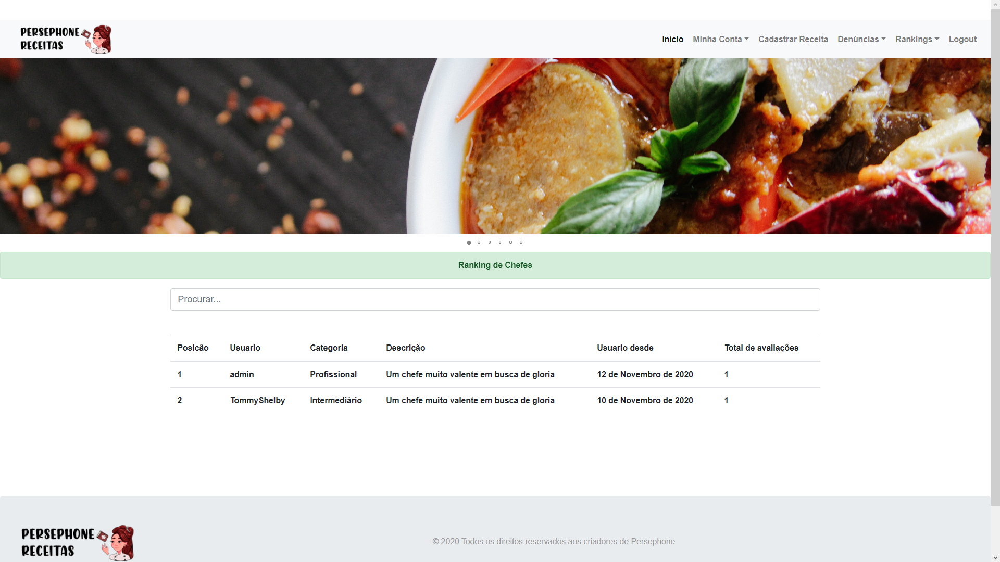 PERSEPHONE
RECEITAS
Início Minha Conta Cadastrar Receita Denúncias Rankings Logout
Ranking de Chefes
Procurar...
Posicão Usuario Categoria Descrição Usuario desde Total de avaliações
1 admin Profissional Um chefe muito valente em busca de gloria 12 de Novembro de 2020 1
2 TommyShelby Intermediário Um chefe muito valente em busca de gloria 10 de Novembro de 2020 1
PERSEPHONE
RECEITAS
© 2020 Todos os direitos reservados aos criadores de Persephone